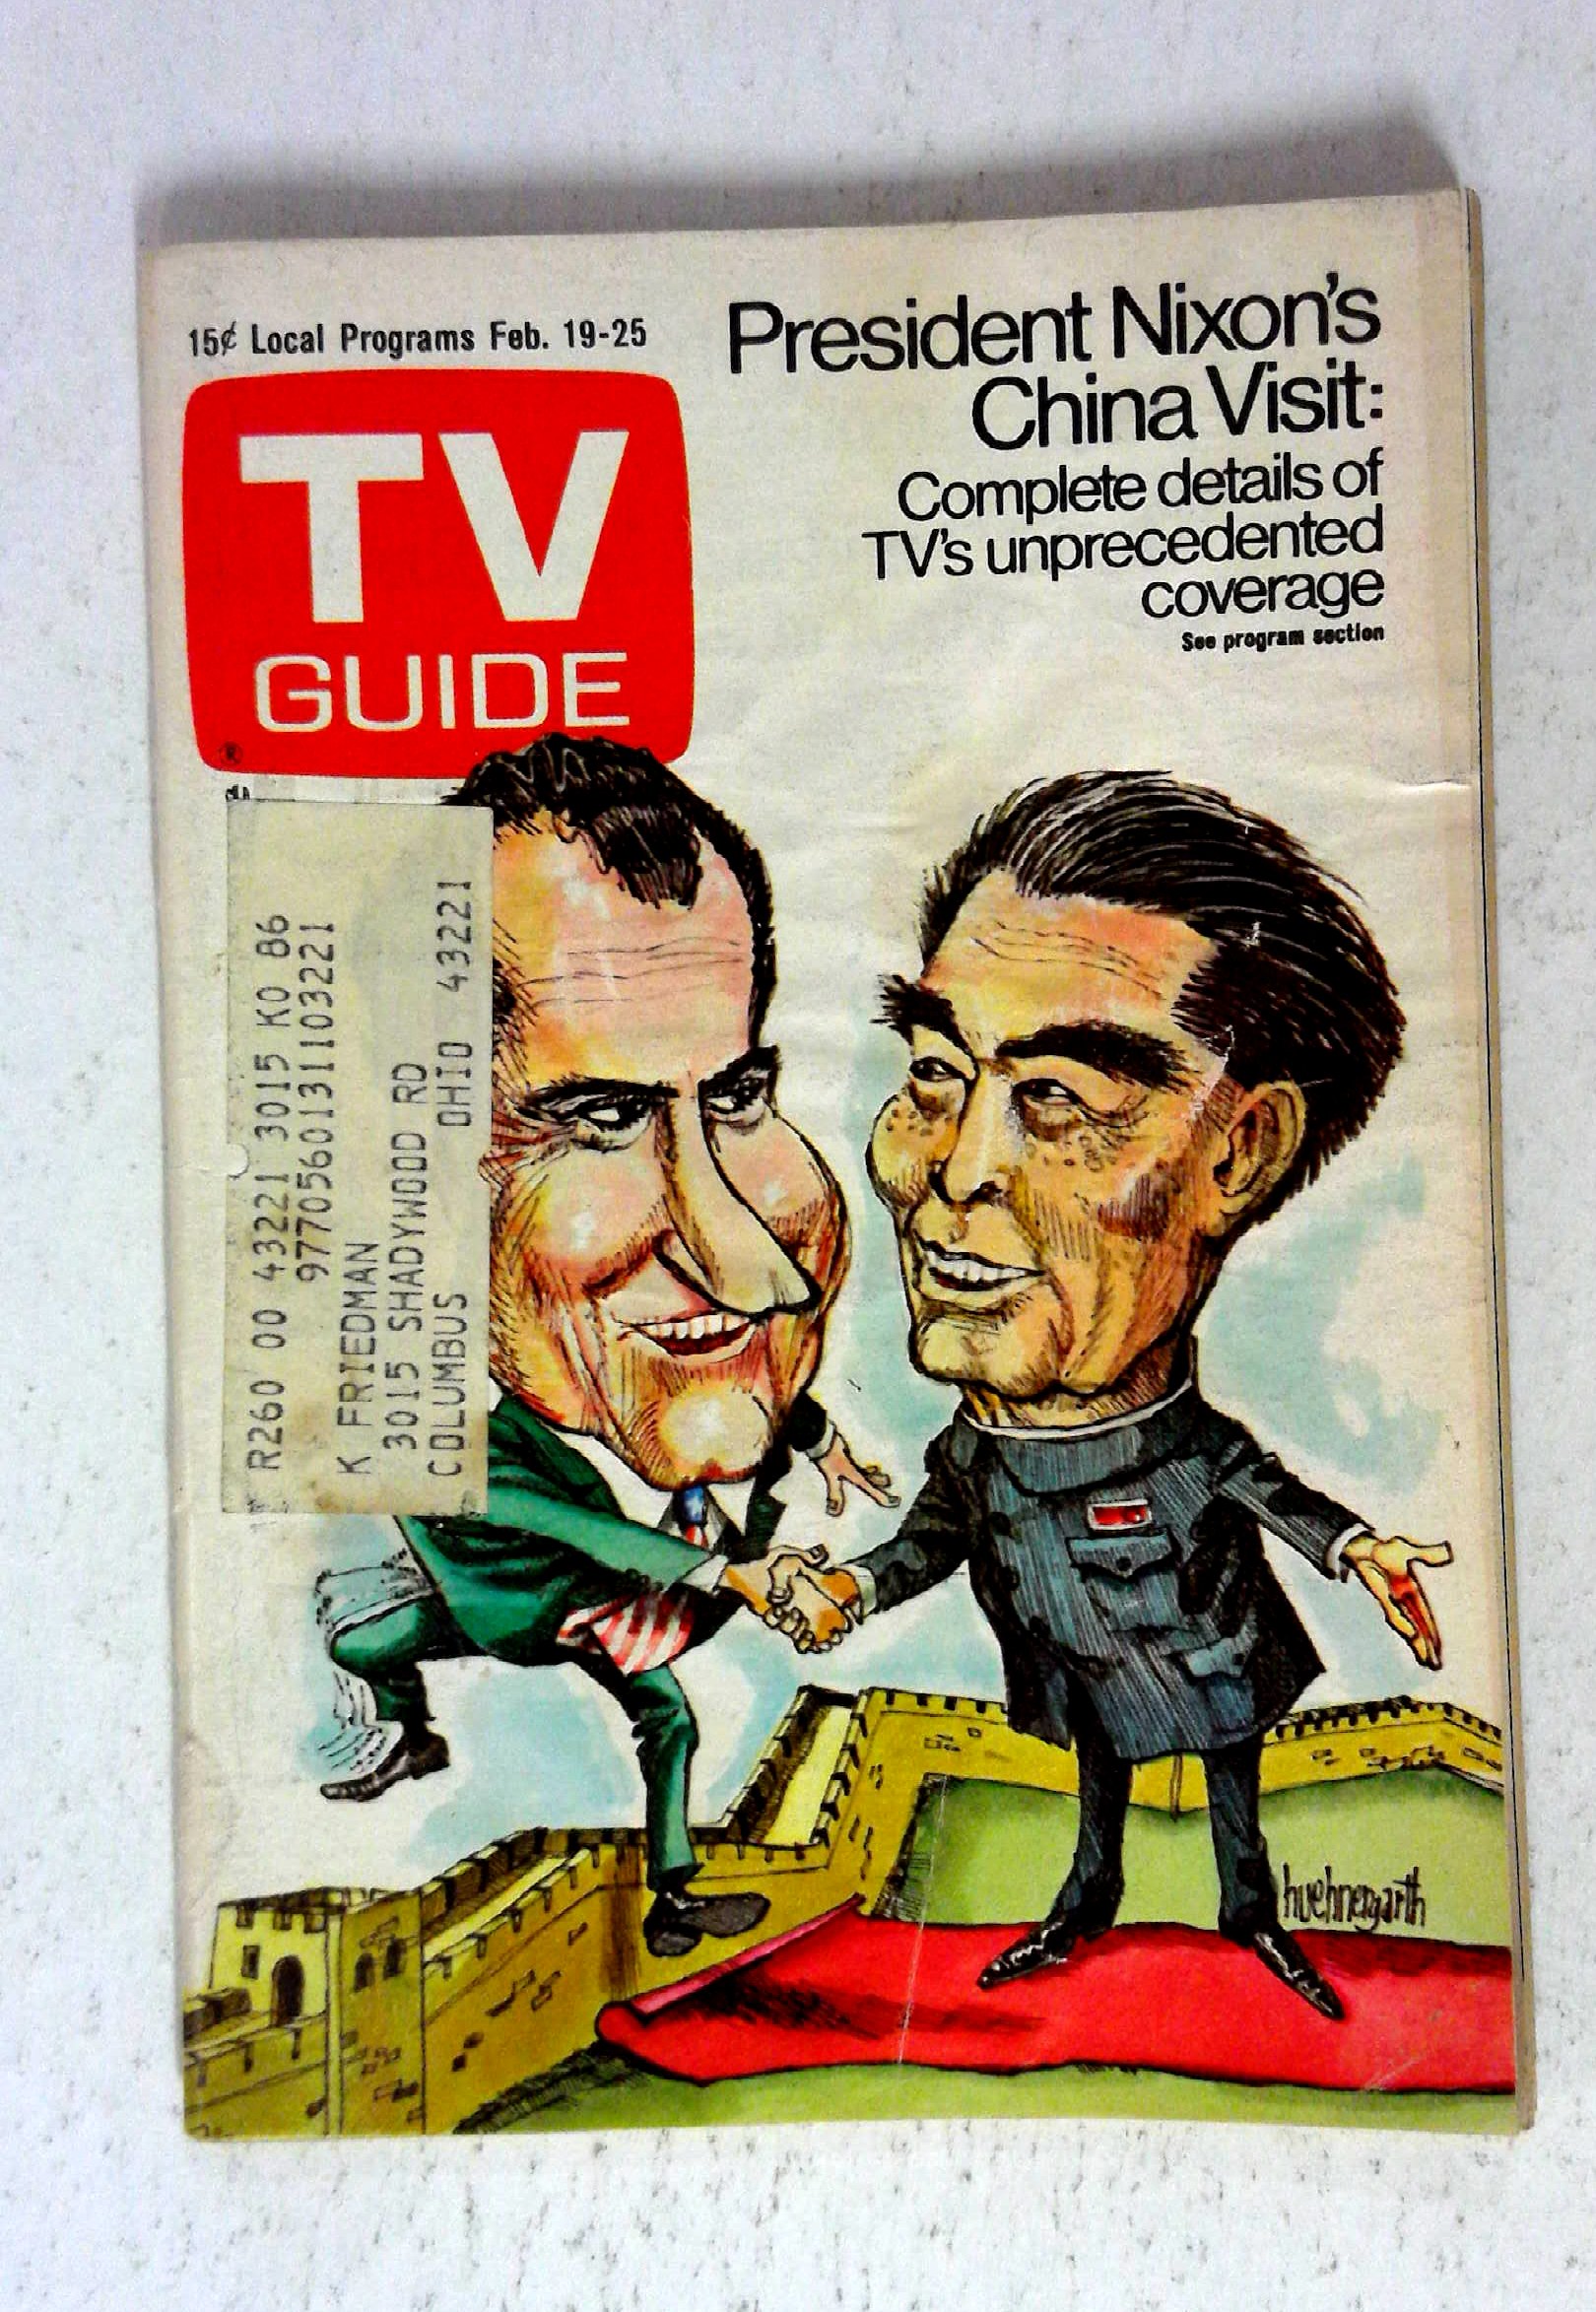 15¢ Local Programs Feb. 19-25
TV
GUIDE
®
President Nixon's
China Visit:
Complete details of
TV's unprecedented
coverage
See program section
R260 00 43221 3015 KO 86
9770560131103221
K FRIEDMAN
3015 SHADYWOOD RD
COLUMBUS OHIO 43221
huehnergarth